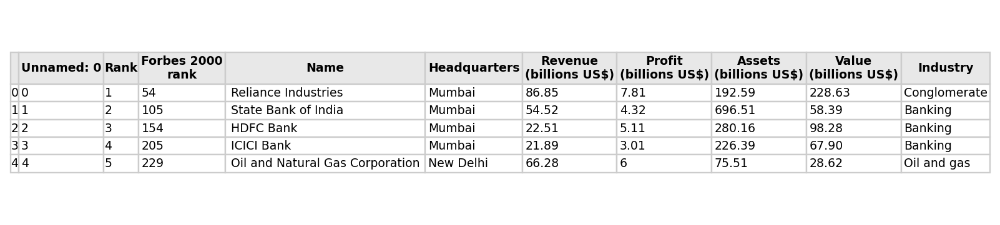 Unnamed: 0 Rank Forbes 2000 rank Name Headquarters Revenue (billions US$) Profit (billions US$) Assets (billions US$) Value (billions US$) Industry
0 0 1 54 Reliance Industries Mumbai 86.85 7.81 192.59 228.63 Conglomerate
1 1 2 105 State Bank of India Mumbai 54.52 4.32 696.51 58.39 Banking
2 2 3 154 HDFC Bank Mumbai 22.51 5.11 280.16 98.28 Banking
3 3 4 205 ICICI Bank Mumbai 21.89 3.01 226.39 67.90 Banking
4 4 5 229 Oil and Natural Gas Corporation New Delhi 66.28 6 75.51 28.62 Oil and gas